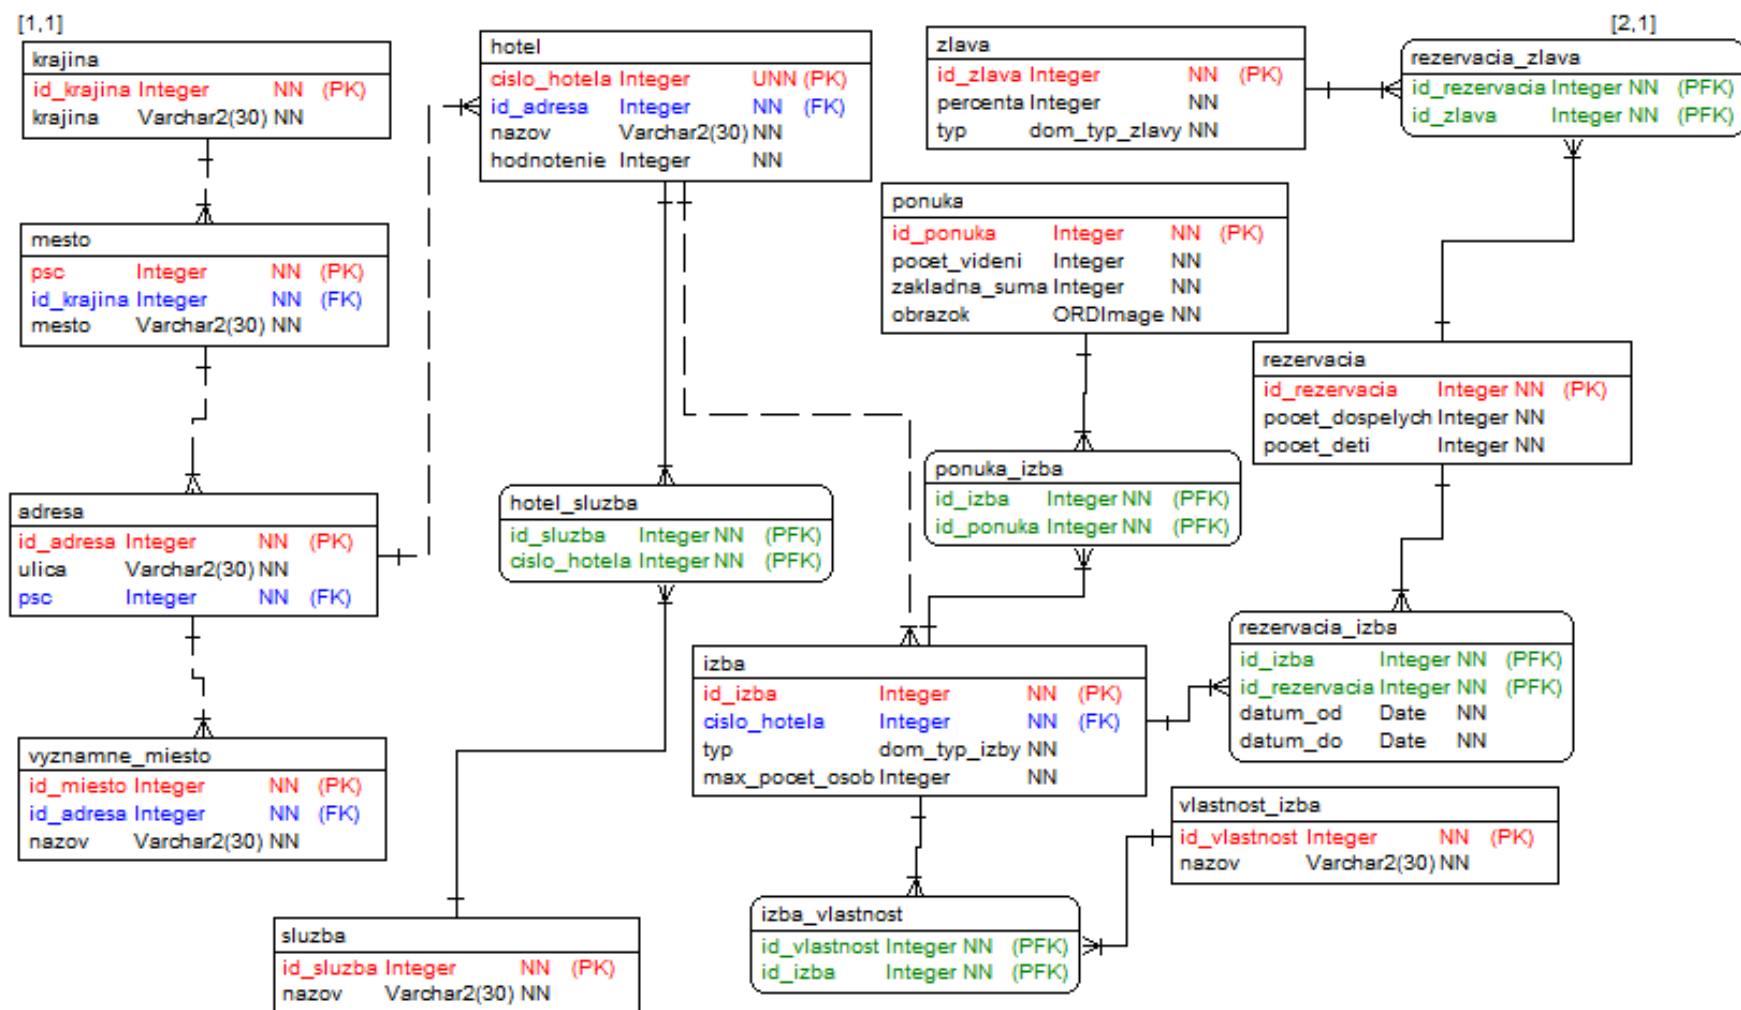 [1,1]
krajina
id_krajina Integer NN (PK)
krajina Varchar2(30) NN
mesto
psc Integer NN (PK)
id_krajina Integer NN (FK)
mesto Varchar2(30) NN
adresa
id_adresa Integer NN (PK)
ulica Varchar2(30) NN
psc Integer NN (FK)
vyznamne_miesto
id_miesto Integer NN (PK)
id_adresa Integer NN (FK)
nazov Varchar2(30) NN
hotel
cislo_hotela Integer UNN (PK)
id_adresa Integer NN (FK)
nazov Varchar2(30) NN
hodnotenie Integer NN
hotel_sluzba
id_sluzba Integer NN (PFK)
cislo_hotela Integer NN (PFK)
sluzba
id_sluzba Integer NN (PK)
nazov Varchar2(30) NN
zlava
id_zlava Integer NN (PK)
percenta Integer NN
typ dom_typ_zlavy NN
ponuka
id_ponuka Integer NN (PK)
pocet_videni Integer NN
zakladna_suma Integer NN
obrazok ORDImage NN
ponuka_izba
id_izba Integer NN (PFK)
id_ponuka Integer NN (PFK)
izba
id_izba Integer NN (PK)
cislo_hotela Integer NN (FK)
typ dom_typ_izby NN
max_pocet_osob Integer NN
izba_vlastnost
id_vlastnost Integer NN (PFK)
id_izba Integer NN (PFK)
[2,1]
rezervacia_zlava
id_rezervacia Integer NN (PFK)
id_zlava Integer NN (PFK)
rezervacia
id_rezervacia Integer NN (PK)
pocet_dospelych Integer NN
pocet_deti Integer NN
rezervacia_izba
id_izba Integer NN (PFK)
id_rezervacia Integer NN (PFK)
datum_od Date NN
datum_do Date NN
vlastnost_izba
id_vlastnost Integer NN (PK)
nazov Varchar2(30) NN